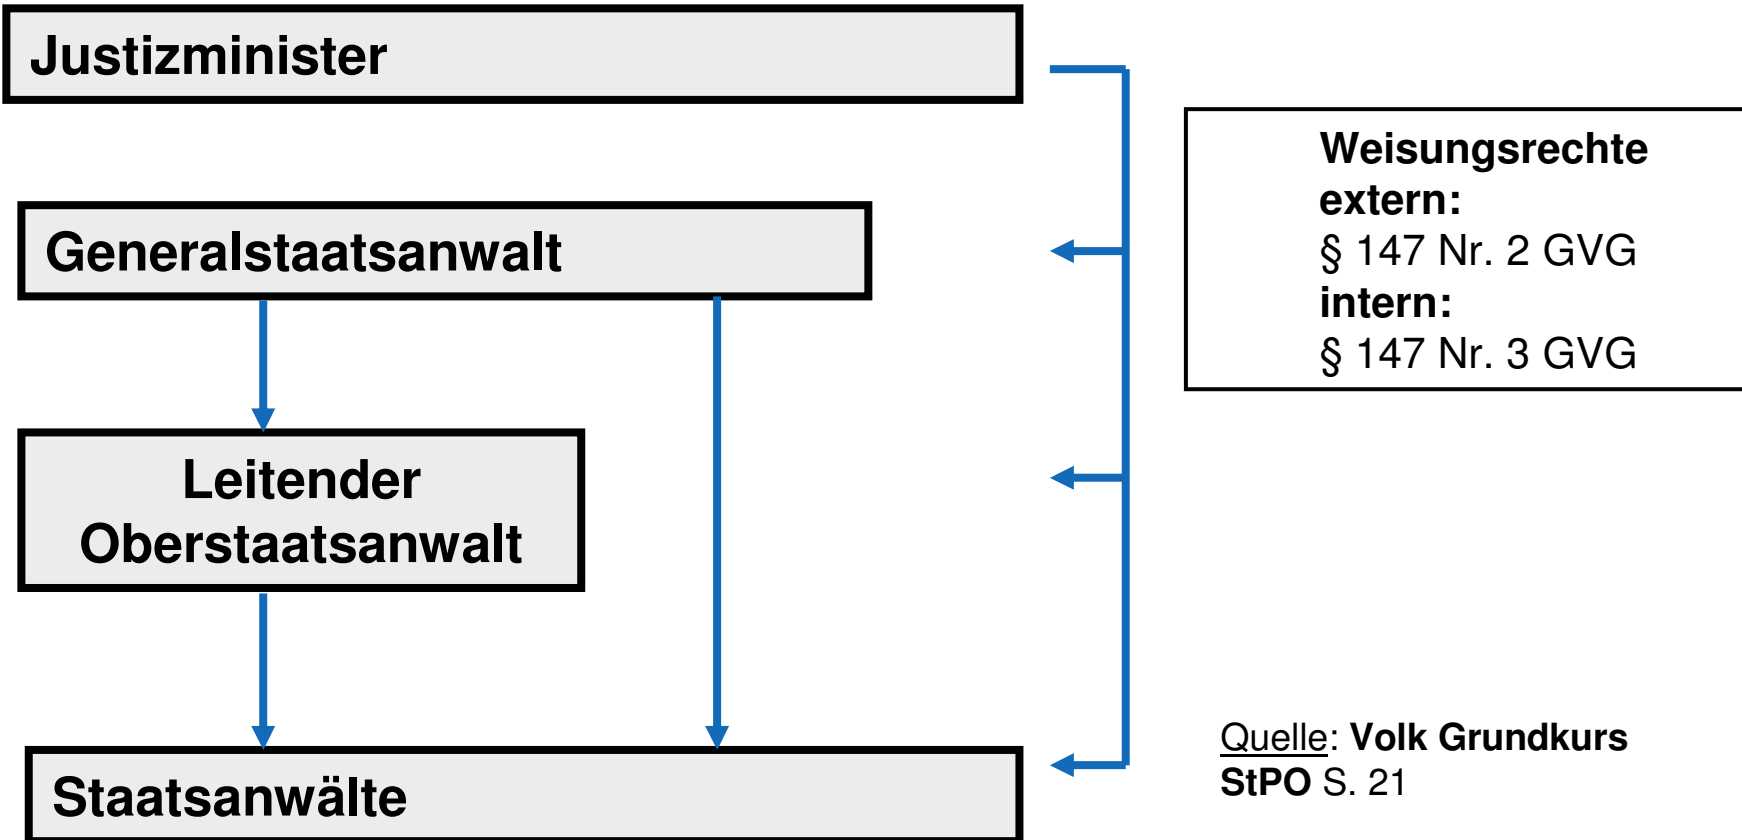 Justizminister
Generalstaatsanwalt
Leitender
Oberstaatsanwalt
Staatsanwälte
Weisungsrechte
extern:
§ 147 Nr. 2 GVG
intern:
§ 147 Nr. 3 GVG
Quelle: Volk Grundkurs
StPO S. 21